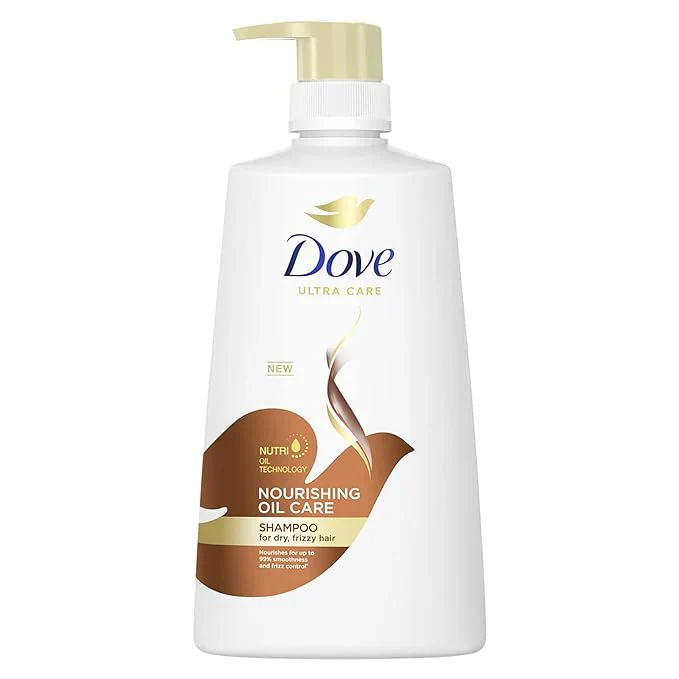 Dove
ULTRA CARE
NEW
NUTRI
OIL
TECHNOLOGY
NOURISHING
OIL CARE
SHAMPOO
for dry, frizzy hair
Nourishes for up to
99% smoothness
and frizz control*